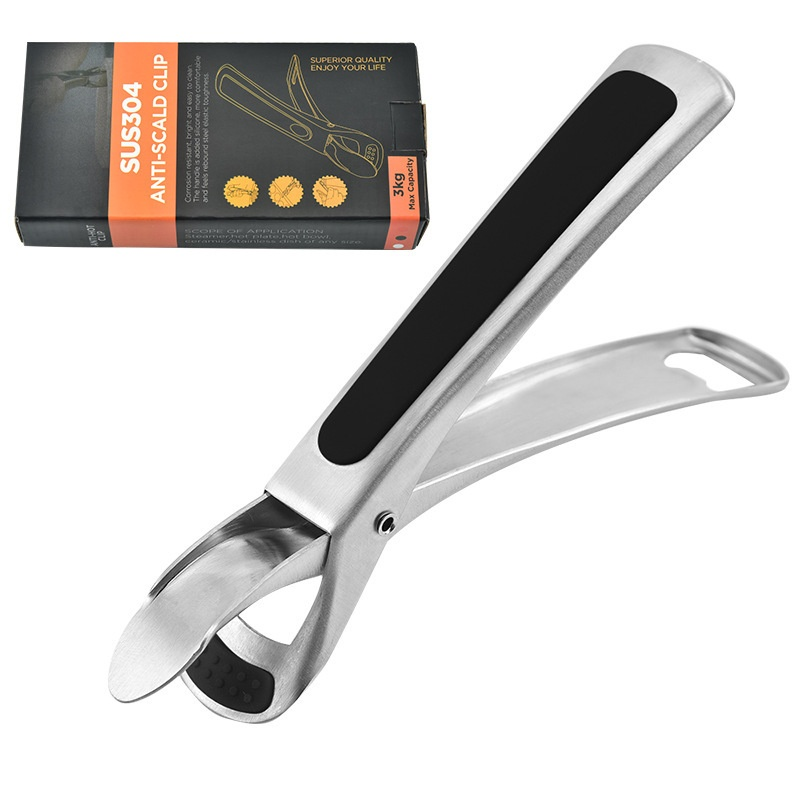 SUS304
ANTI-SCALD CLIP
Corrosion resistant, bright and easy to clean.
The handle is added silicone, more comfortable
and feels rebound steel elastic toughness.
SUPERIOR QUALITY
ENJOY YOUR LIFE
3kg
Max Capacity
ANTI-HOT
CLIP
SCOPE OF APPLICATION
Steamer,hot plate,hot bowl,
ceramic/stainless dish of any size.